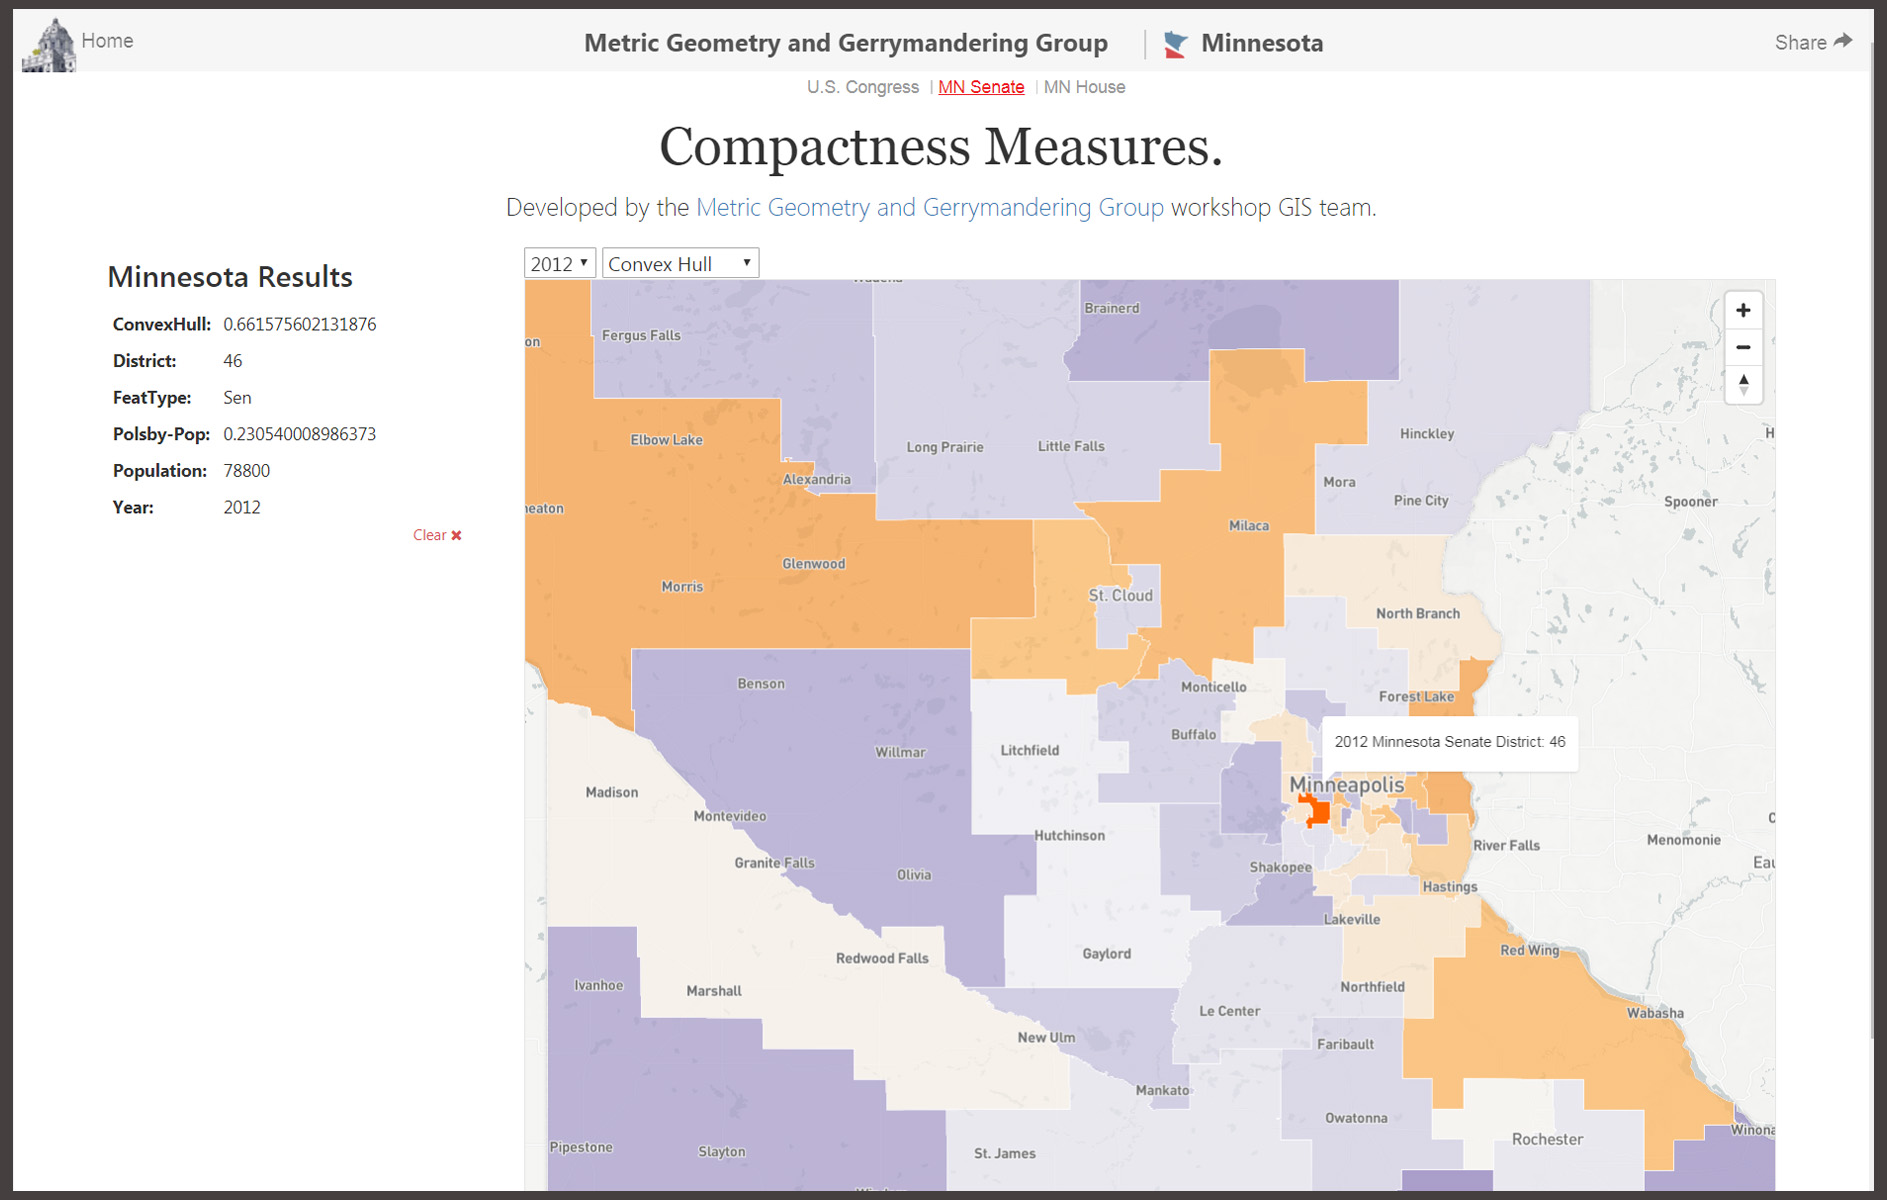 Home
Metric Geometry and Gerrymandering Group
Minnesota
Share
U.S. Congress | MN Senate | MN House
Compactness Measures.
Developed by the Metric Geometry and Gerrymandering Group workshop GIS team.
2012 Convex Hull
Minnesota Results
ConvexHull: 0.661575602131876
District: 46
FeatType: Sen
Polsby-Pop: 0.230540008986373
Population: 78800
Year: 2012
Clear ✖
Brainerd
Fergus Falls
on
Elbow Lake
Long Prairie
Little Falls
Hinckley
H
Alexandria
Mora
Pine City
Spooner
eaton
Milaca
Glenwood
Morris
St. Cloud
North Branch
Benson
Monticello
Forest Lake
Buffalo
2012 Minnesota Senate District: 46
Willmar
Litchfield
Minneapolis
Madison
Montevideo
Hutchinson
River Falls
Menomonie
Granite Falls
Eau
Olivia
Shakopee
Hastings
Lakeville
Redwood Falls
Gaylord
Red Wing
Ivanhoe
Marshall
Northfield
Le Center
Wabasha
New Ulm
Faribault
Mankato
Owatonna
Rochester
Winona
Pipestone
Slayton
St. James